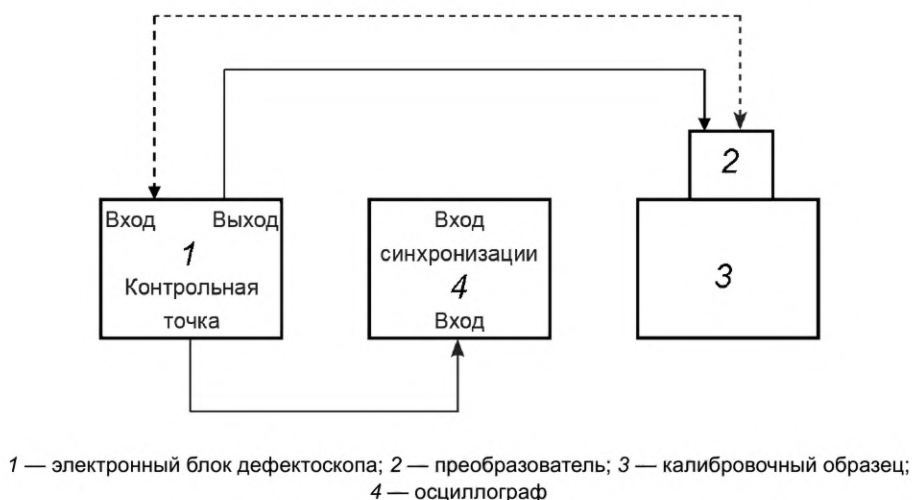 2
Вход Выход
1
Контрольная
точка
Вход
синхронизации
4
Вход
3
1 — электронный блок дефектоскопа; 2 — преобразователь; 3 — калибровочный образец;
4 — осциллограф